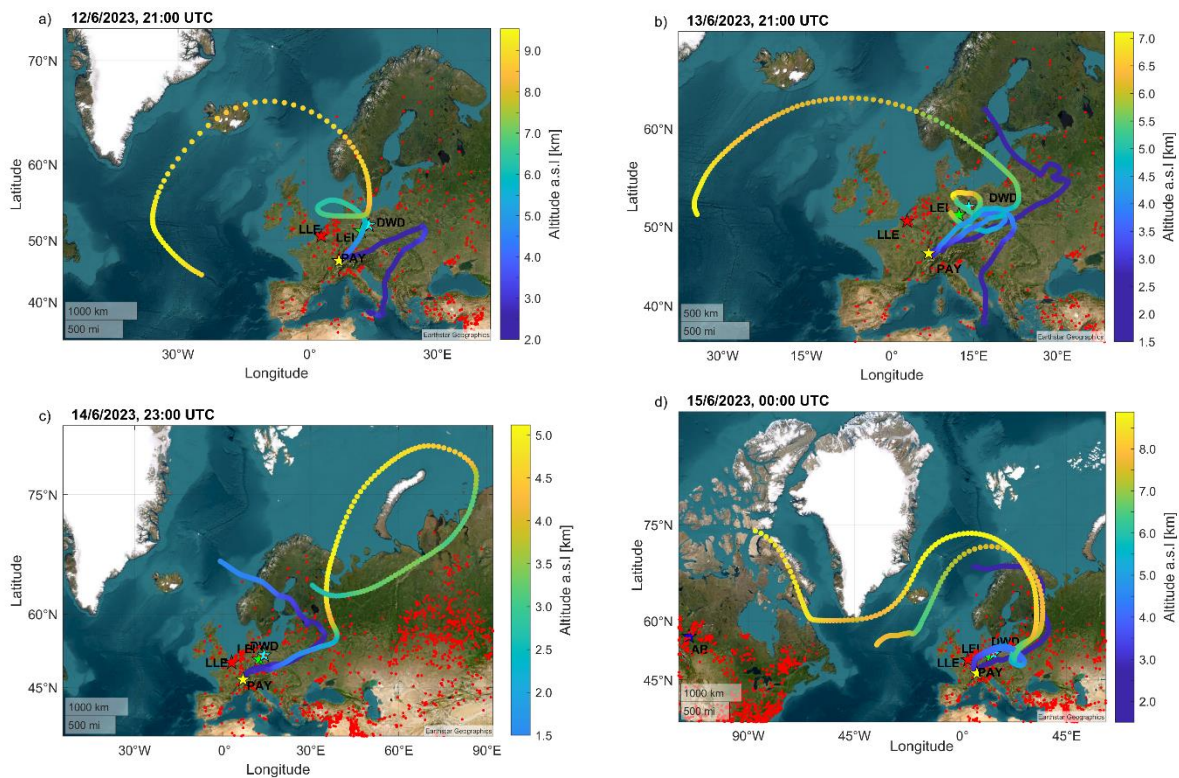 a) 12/6/2023, 21:00 UTC
70°N
60°N
50°N
40°N
Latitude
LLE
LEI
DWD
PAY
1000 km
500 mi
Earthstar Geographics
30°W
0°
30°E
Longitude
9.0
8.0
7.0
6.0
5.0
4.0
3.0
2.0
Altitude a.s.l [km]
b) 13/6/2023, 21:00 UTC
60°N
50°N
40°N
Latitude
LLE
LEI
DWD
PAY
500 km
500 mi
Earthstar Geographics
30°W
15°W
0°
15°E
30°E
Longitude
7.0
6.5
6.0
5.5
5.0
4.5
4.0
3.5
3.0
2.5
2.0
1.5
Altitude a.s.l [km]
c) 14/6/2023, 23:00 UTC
75°N
60°N
45°N
Latitude
LLE
LEI
DWD
PAY
1000 km
500 mi
Earthstar Geographics
30°W
0°
30°E
60°E
90°E
Longitude
5.0
4.5
4.0
3.5
3.0
2.5
2.0
1.5
Altitude a.s.l [km]
d) 15/6/2023, 00:00 UTC
75°N
60°N
45°N
Latitude
AP
LLE
LEI
DWD
PAY
1000 km
500 mi
Earthstar Geographics
90°W
45°W
0°
45°E
Longitude
8.0
7.0
6.0
5.0
4.0
3.0
2.0
Altitude a.s.l [km]